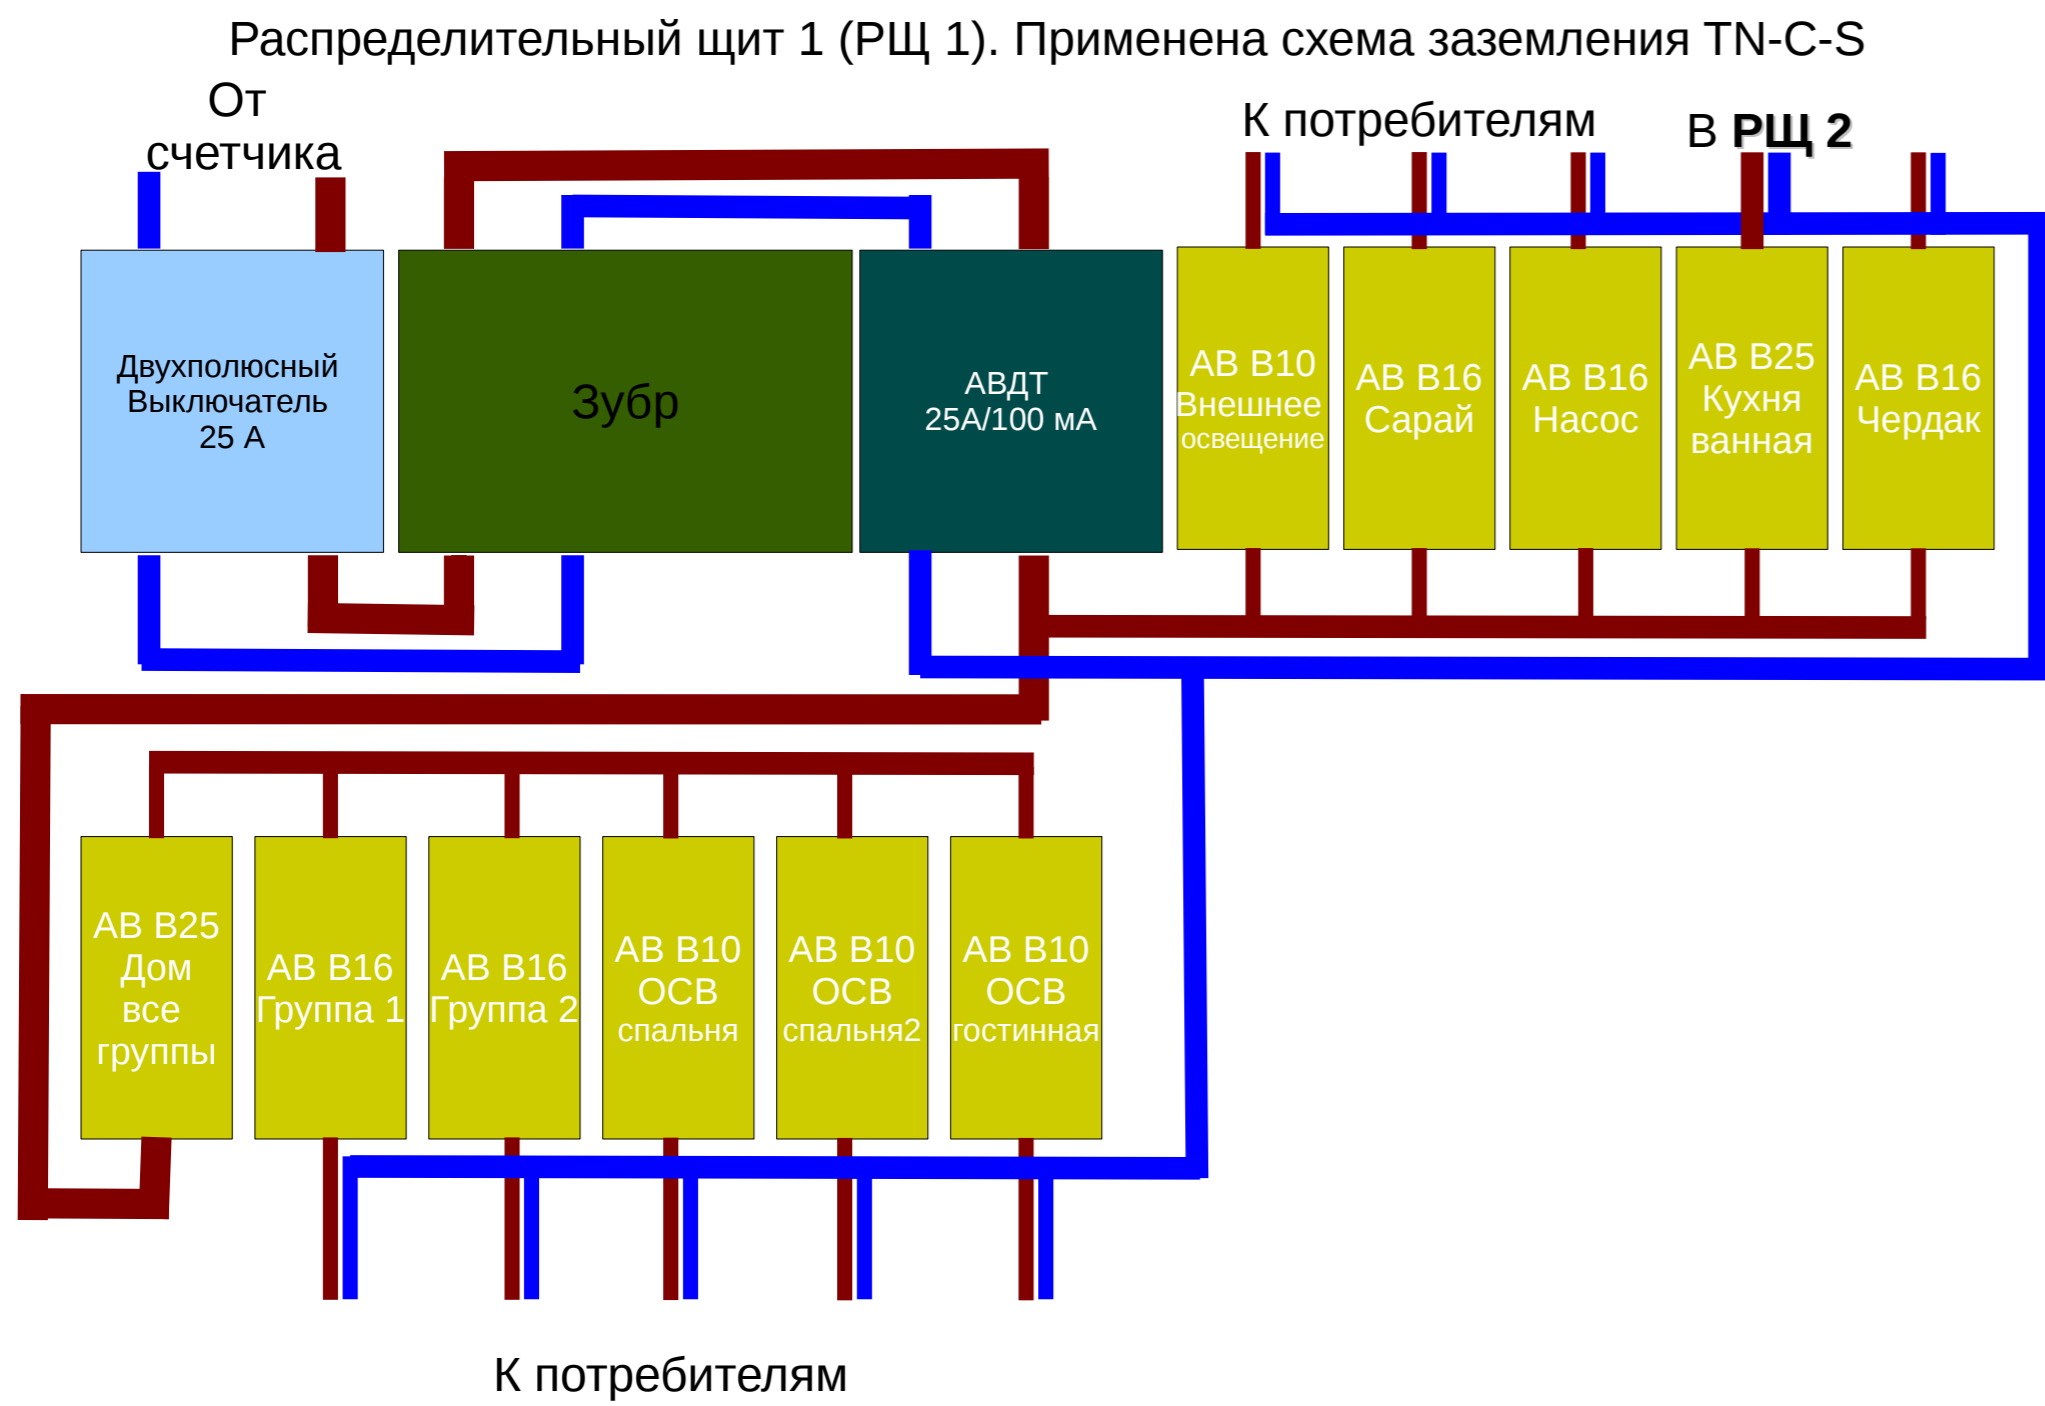 Распределительный щит 1 (РЩ 1). Применена схема заземления TN-C-S
От
счетчика
К потребителям
В РЩ 2
Двухполюсный
Выключатель
25 А
Зубр
АВДТ
25А/100 мА
АВ В10
Внешнее
освещение
АВ В16
Сарай
АВ В16
Насос
АВ В25
Кухня
ванная
АВ В16
Чердак
АВ В25
Дом
все
группы
АВ В16
Группа 1
АВ В16
Группа 2
АВ В10
ОСВ
спальня
АВ В10
ОСВ
спальня2
АВ В10
ОСВ
гостинная
К потребителям